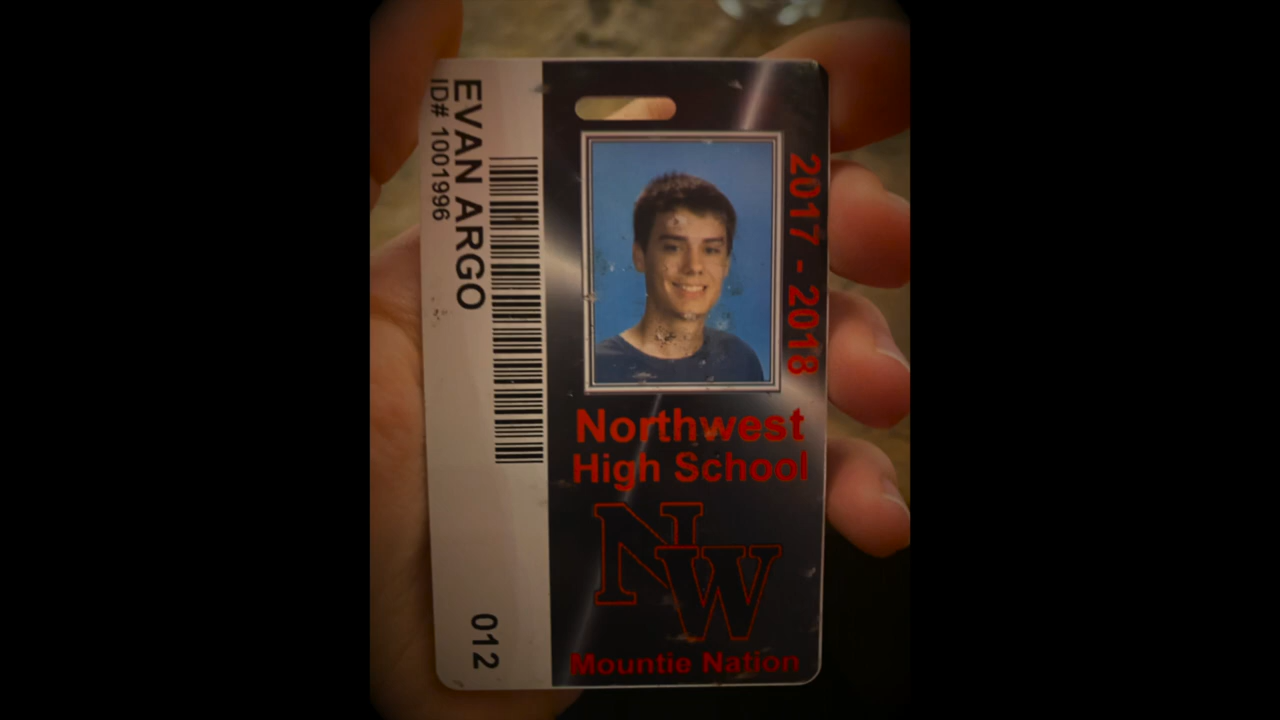 EVAN ARGO
ID# 1001996
012
2017 - 2018
Northwest
High School
NW
Mountie Nation